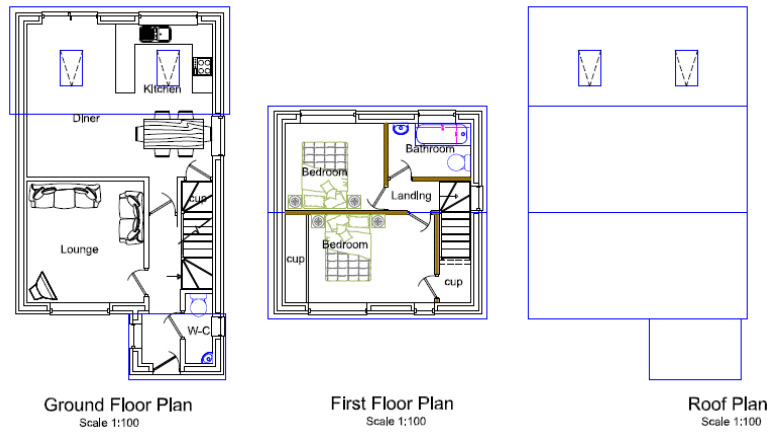 Kitchen
Diner
cup
Lounge
W-C
Ground Floor Plan
Scale 1:100
Bathroom
Bedroom
Landing
Bedroom
cup
cup
First Floor Plan
Scale 1:100
Roof Plan
Scale 1:100